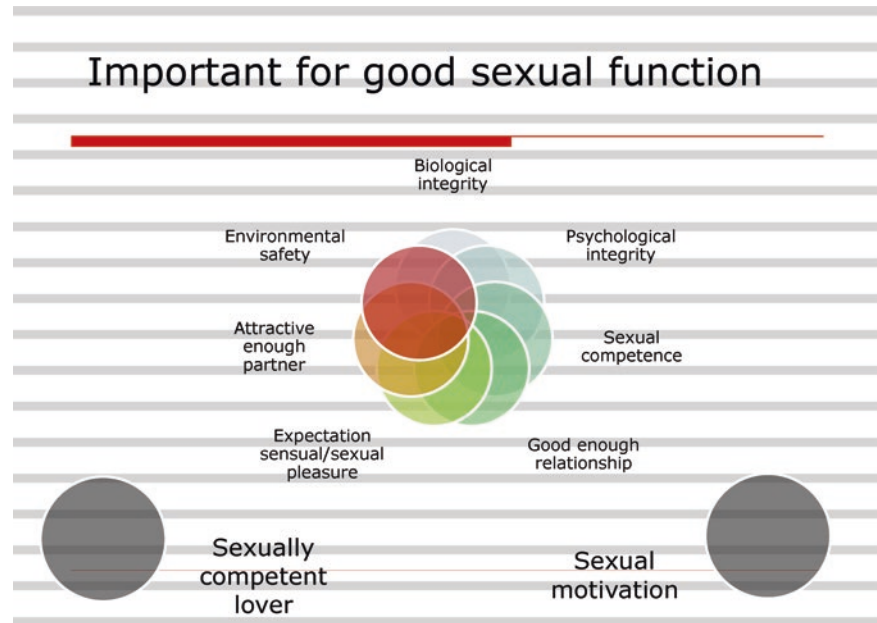 Important for good sexual function
Biological
integrity
Environmental
safety
Psychological
integrity
Attractive
enough
partner
Sexual
competence
Expectation
sensual/sexual
pleasure
Good enough
relationship
Sexually
competent
lover
Sexual
motivation